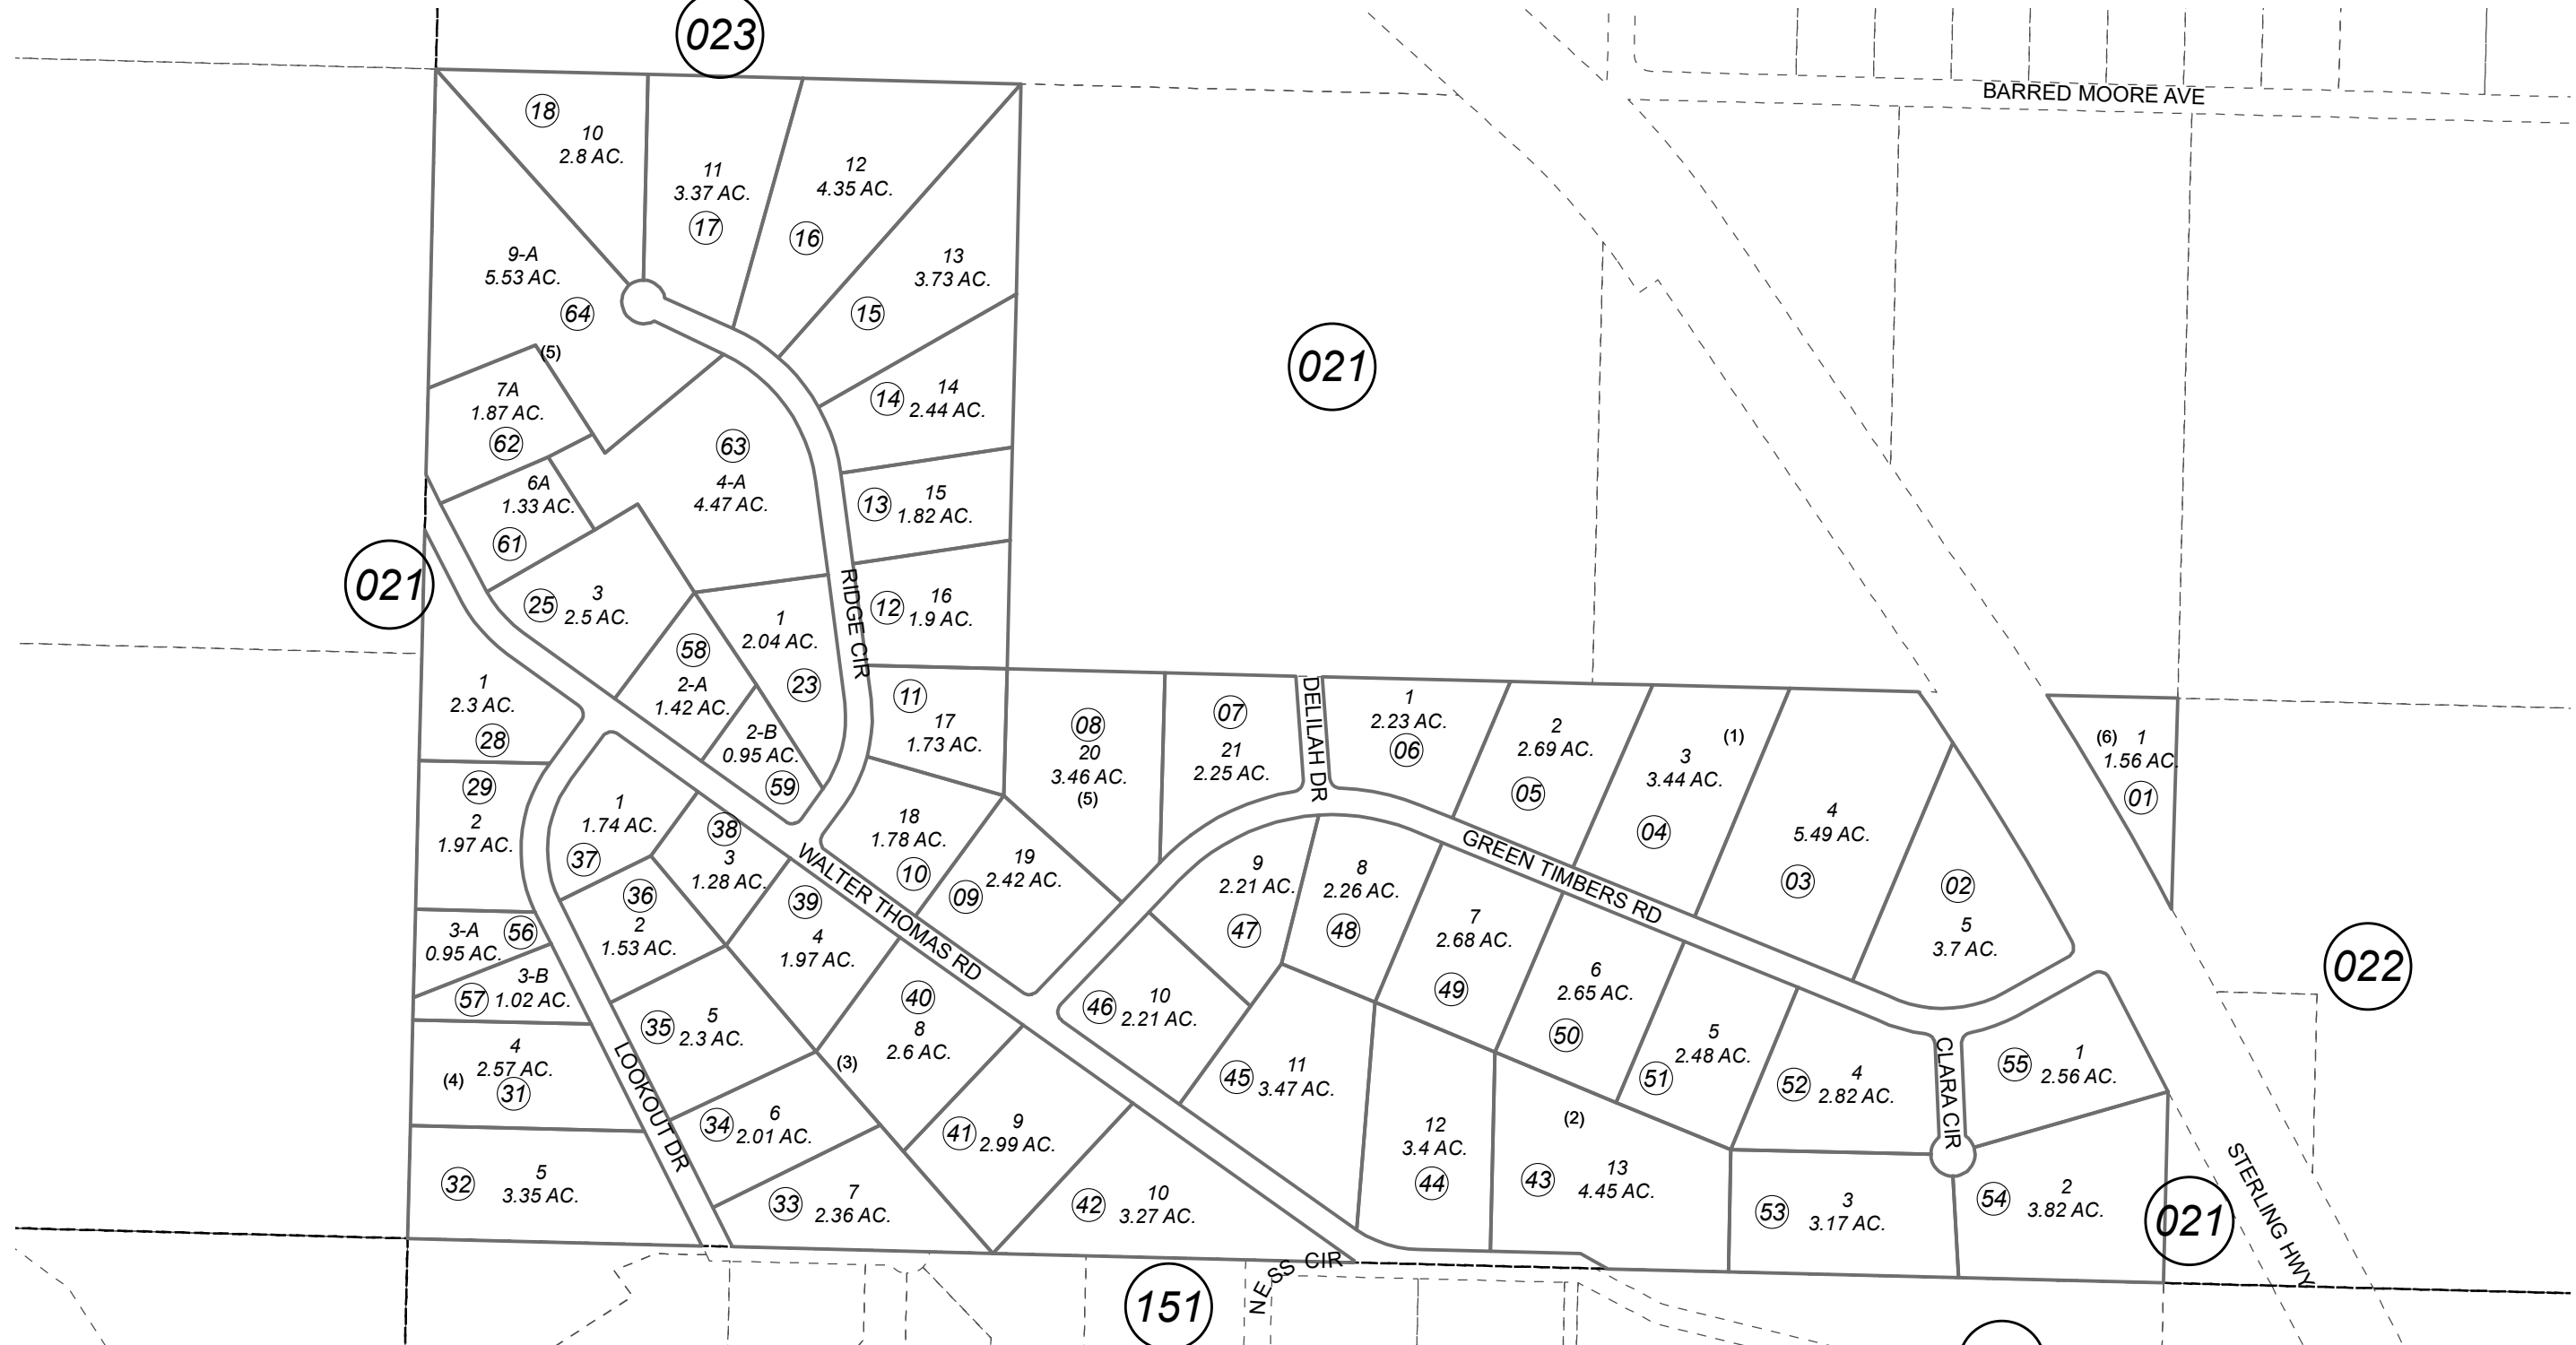 023
BARRED MOORE AVE
18
10
2.8 AC.
11
3.37 AC.
17
12
4.35 AC.
16
13
3.73 AC.
15
9-A
5.53 AC.
64
(5)
021
7A
1.87 AC.
62
14
14
2.44 AC.
63
4-A
4.47 AC.
6A
1.33 AC.
61
13
15
1.82 AC.
021
25
3
2.5 AC.
RIDGE CIR
12
16
1.9 AC.
1
2.04 AC.
23
58
2-A
1.42 AC.
2-B
0.95 AC.
59
1
2.3 AC.
28
11
17
1.73 AC.
08
20
3.46 AC.
(5)
07
21
2.25 AC.
DELILAH DR
1
2.23 AC.
06
2
2.69 AC.
05
(1)
3
3.44 AC.
04
4
5.49 AC.
03
02
5
3.7 AC.
(6) 1
1.56 AC.
01
29
2
1.97 AC.
1
1.74 AC.
37
38
3
1.28 AC.
WALTER THOMAS RD
18
1.78 AC.
10
19
2.42 AC.
09
GREEN TIMBERS RD
9
2.21 AC.
47
8
2.26 AC.
48
7
2.68 AC.
49
6
2.65 AC.
50
5
2.48 AC.
51
4
2.82 AC.
52
CLARA CIR
1
2.56 AC.
55
022
3-A
0.95 AC.
56
3-B
1.02 AC.
57
36
2
1.53 AC.
39
4
1.97 AC.
40
8
2.6 AC.
(3)
46
10
2.21 AC.
45
11
3.47 AC.
35
5
2.3 AC.
LOOKOUT DR
4
2.57 AC.
(4)
31
34
6
2.01 AC.
41
9
2.99 AC.
12
3.4 AC.
44
(2)
43
13
4.45 AC.
53
3
3.17 AC.
54
2
3.82 AC.
021
STERLING HWY
32
5
3.35 AC.
33
7
2.36 AC.
42
10
3.27 AC.
151
NESS CIR